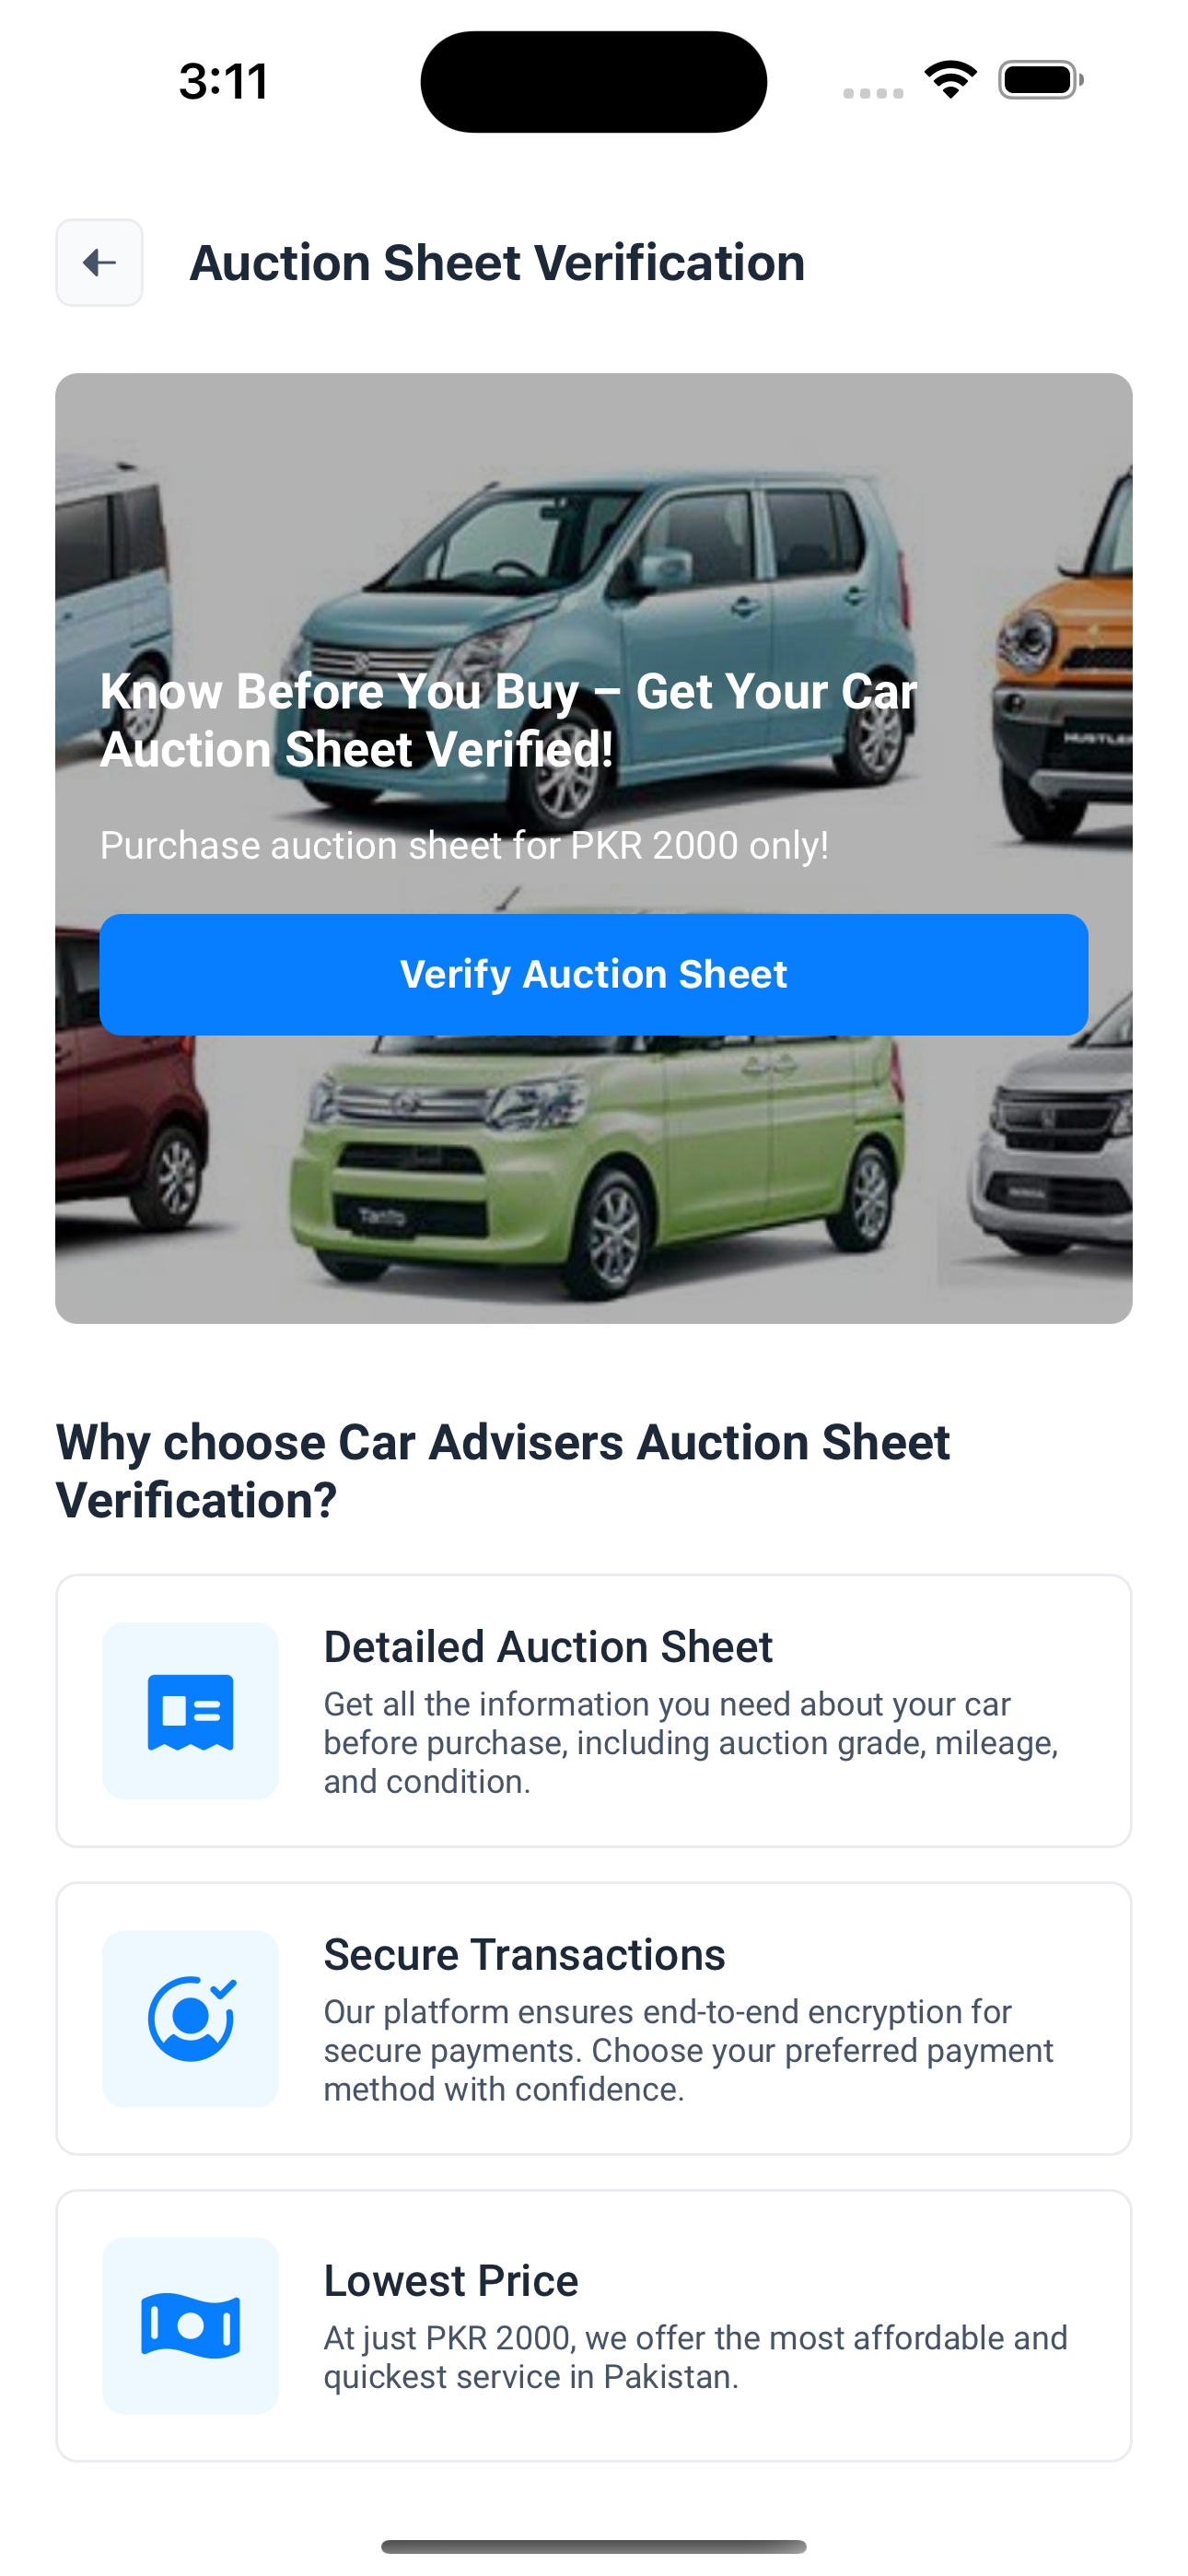 3:11
Auction Sheet Verification
Know Before You Buy – Get Your Car
Auction Sheet Verified!
HUSTLER
Purchase auction sheet for PKR 2000 only!
Verify Auction Sheet
Tanto
HONDA
Why choose Car Advisers Auction Sheet
Verification?
Detailed Auction Sheet
Get all the information you need about your car
before purchase, including auction grade, mileage,
and condition.
Secure Transactions
Our platform ensures end-to-end encryption for
secure payments. Choose your preferred payment
method with confidence.
Lowest Price
At just PKR 2000, we offer the most affordable and
quickest service in Pakistan.